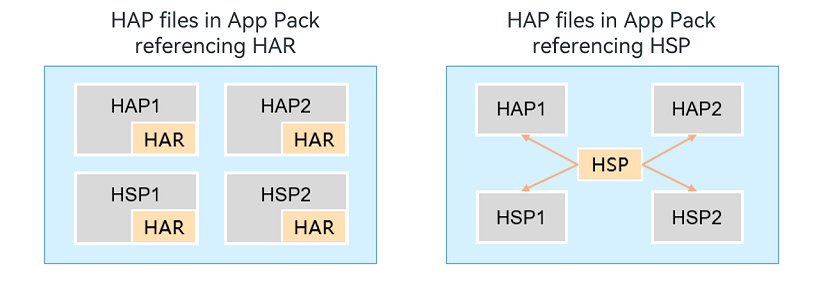 HAP files in App Pack
referencing HAR
HAP1
HAR
HAP2
HAR
HSP1
HAR
HSP2
HAR
HAP files in App Pack
referencing HSP
HAP1
HAP2
HSP
HSP1
HSP2